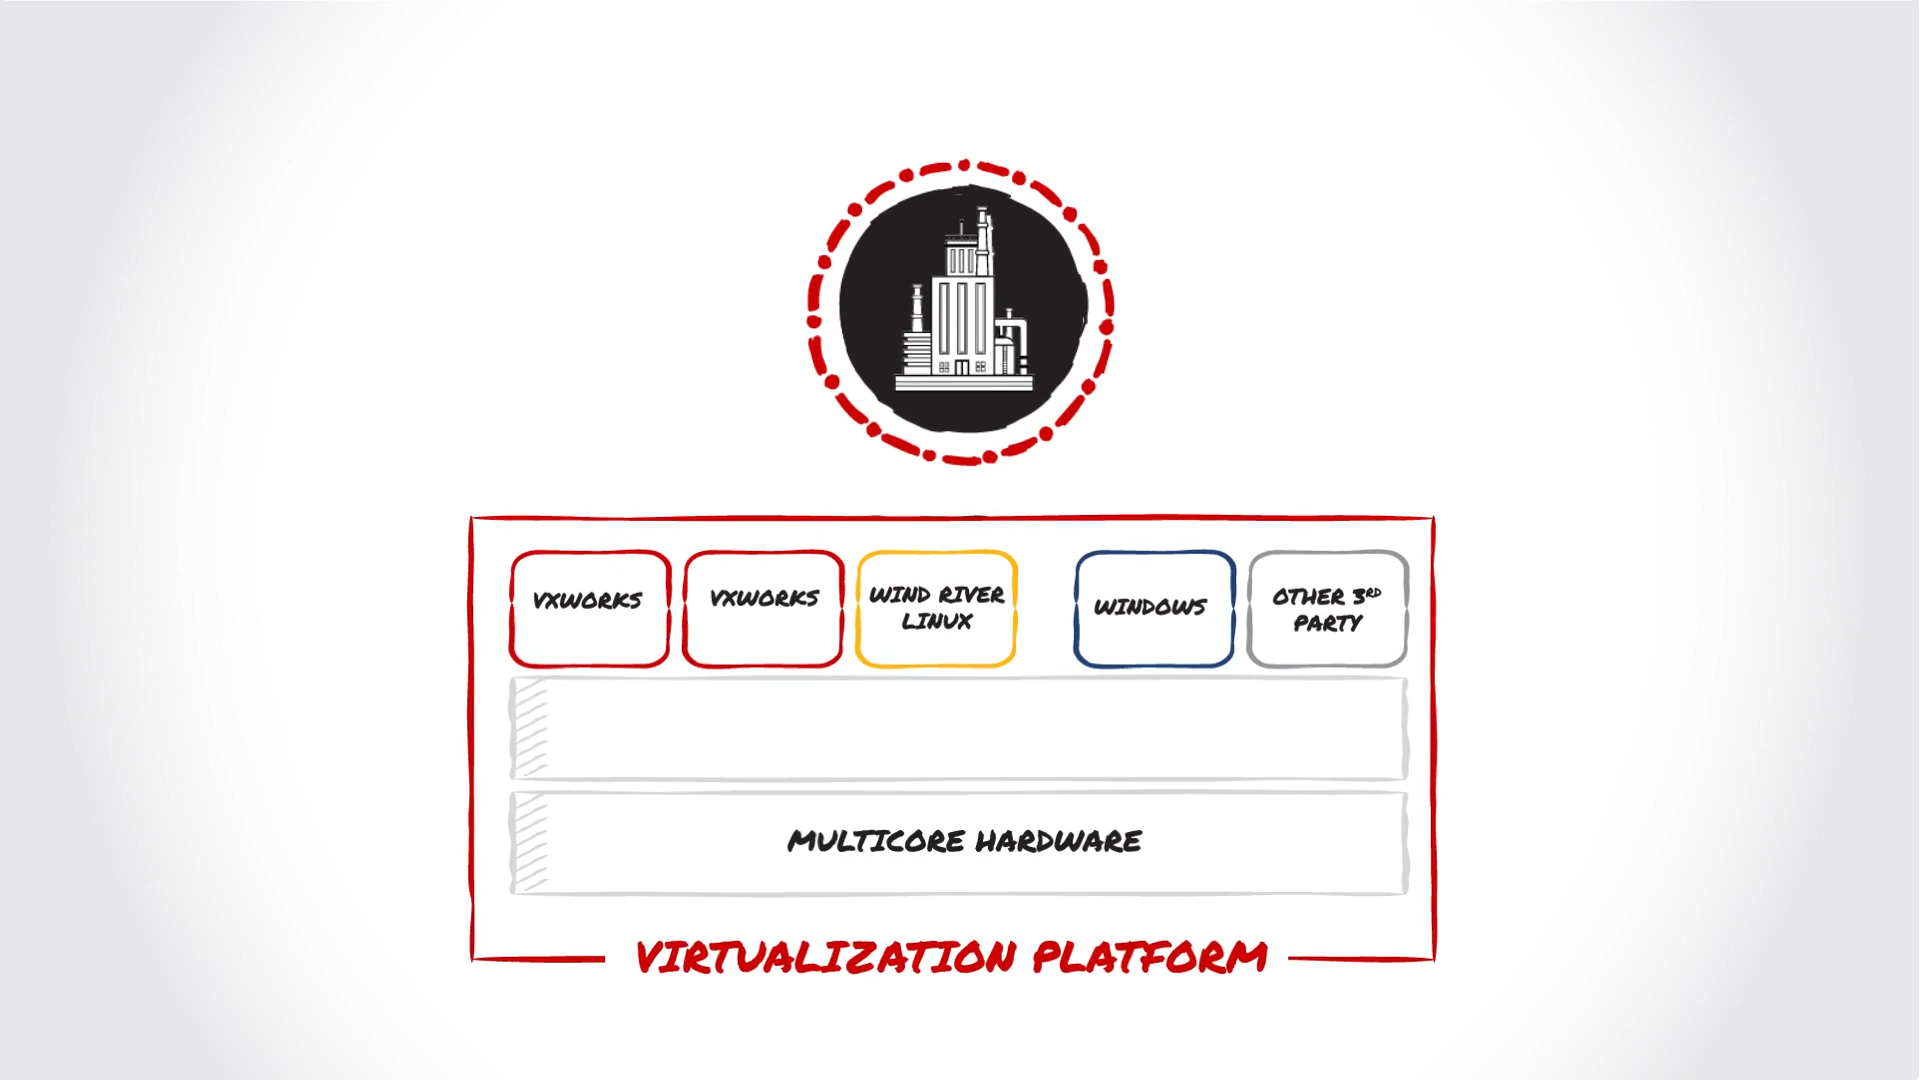 VXWORKS
VXWORKS
WIND RIVER
LINUX
WINDOWS
OTHER 3RD
PARTY
MULTICORE HARDWARE
VIRTUALIZATION PLATFORM